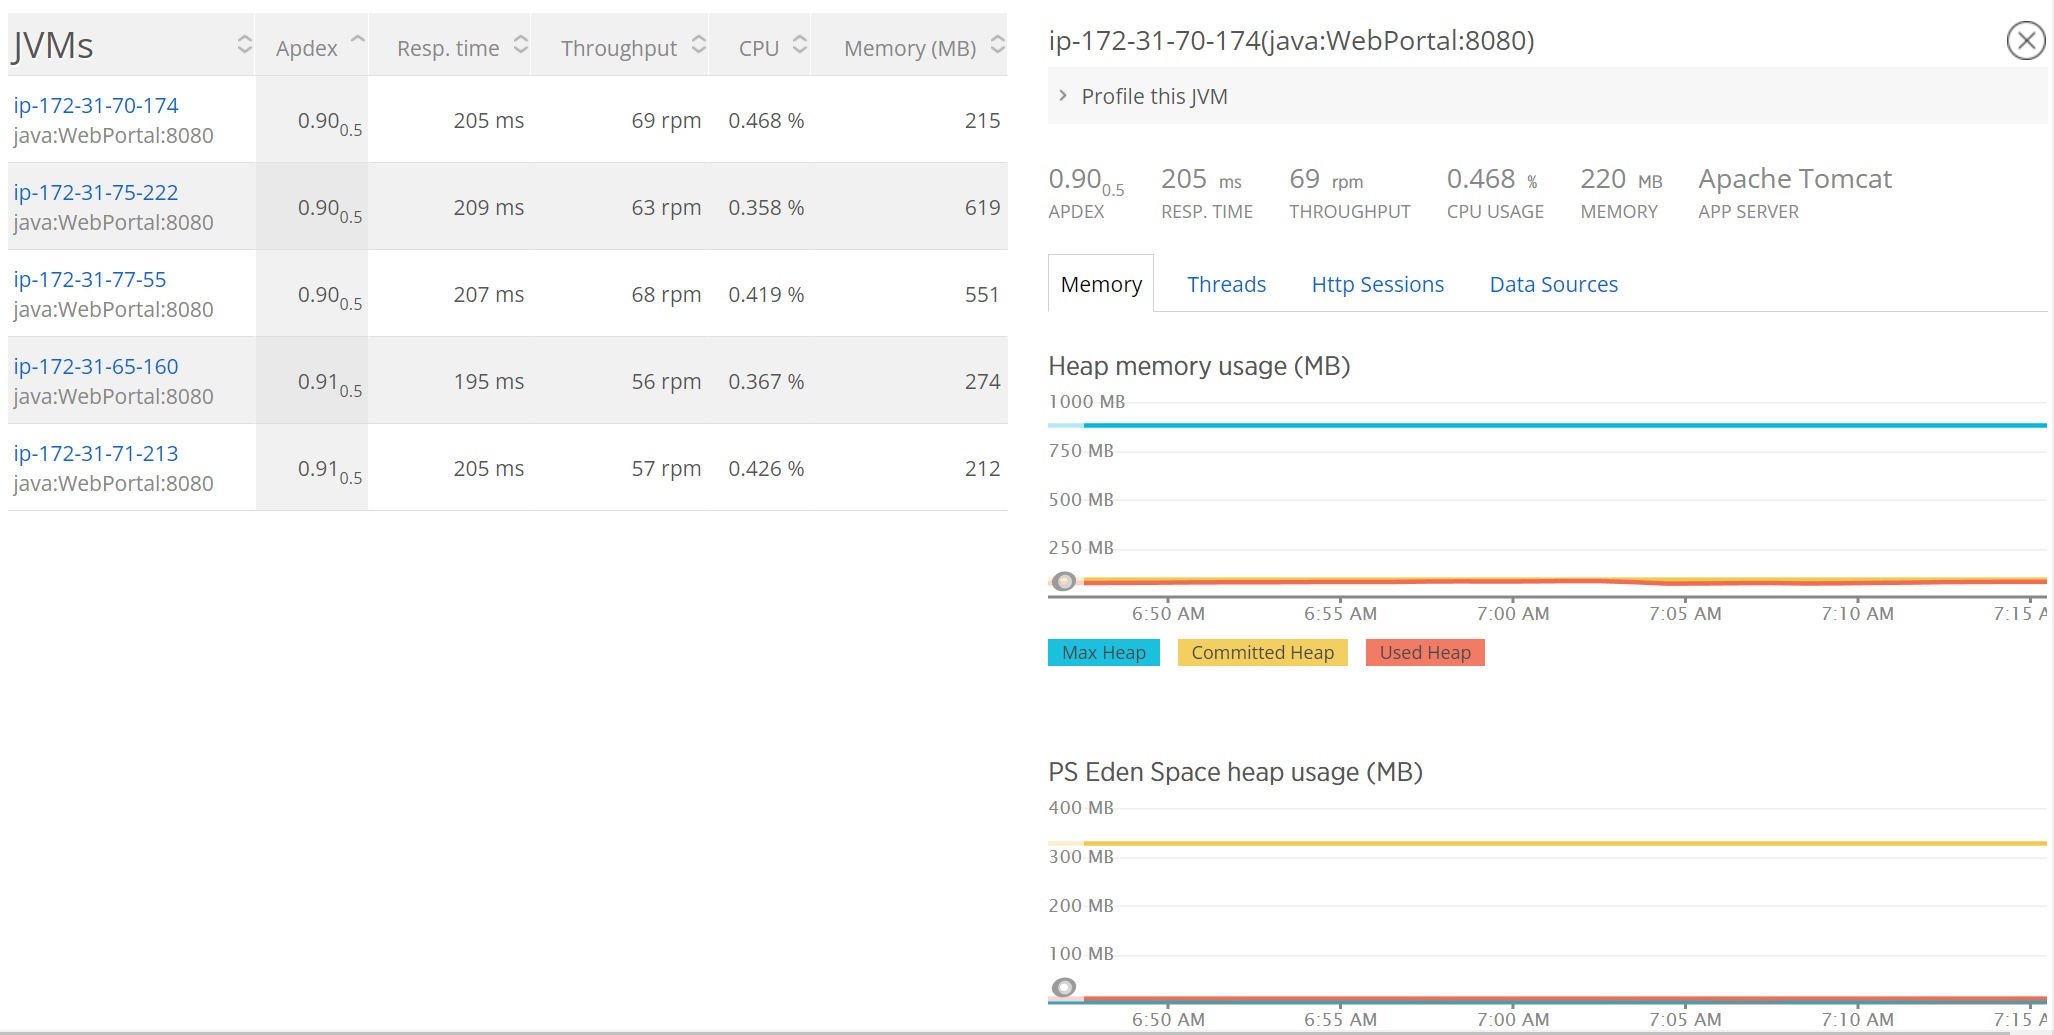 JVMs Apdex Resp. time Throughput CPU Memory (MB)
ip-172-31-70-174
java:WebPortal:8080
0.90 0.5 205 ms 69 rpm 0.468 % 215
ip-172-31-75-222
java:WebPortal:8080
0.90 0.5 209 ms 63 rpm 0.358 % 619
ip-172-31-77-55
java:WebPortal:8080
0.90 0.5 207 ms 68 rpm 0.419 % 551
ip-172-31-65-160
java:WebPortal:8080
0.91 0.5 195 ms 56 rpm 0.367 % 274
ip-172-31-71-213
java:WebPortal:8080
0.91 0.5 205 ms 57 rpm 0.426 % 212
ip-172-31-70-174(java:WebPortal:8080)
Profile this JVM
0.90 0.5 205 ms 69 rpm 0.468 % 220 MB Apache Tomcat
APDEX RESP. TIME THROUGHPUT CPU USAGE MEMORY APP SERVER
Memory Threads Http Sessions Data Sources
Heap memory usage (MB)
1000 MB
750 MB
500 MB
250 MB
6:50 AM 6:55 AM 7:00 AM 7:05 AM 7:10 AM 7:15 A
Max Heap Committed Heap Used Heap
PS Eden Space heap usage (MB)
400 MB
300 MB
200 MB
100 MB
6:50 AM 6:55 AM 7:00 AM 7:05 AM 7:10 AM 7:15 A